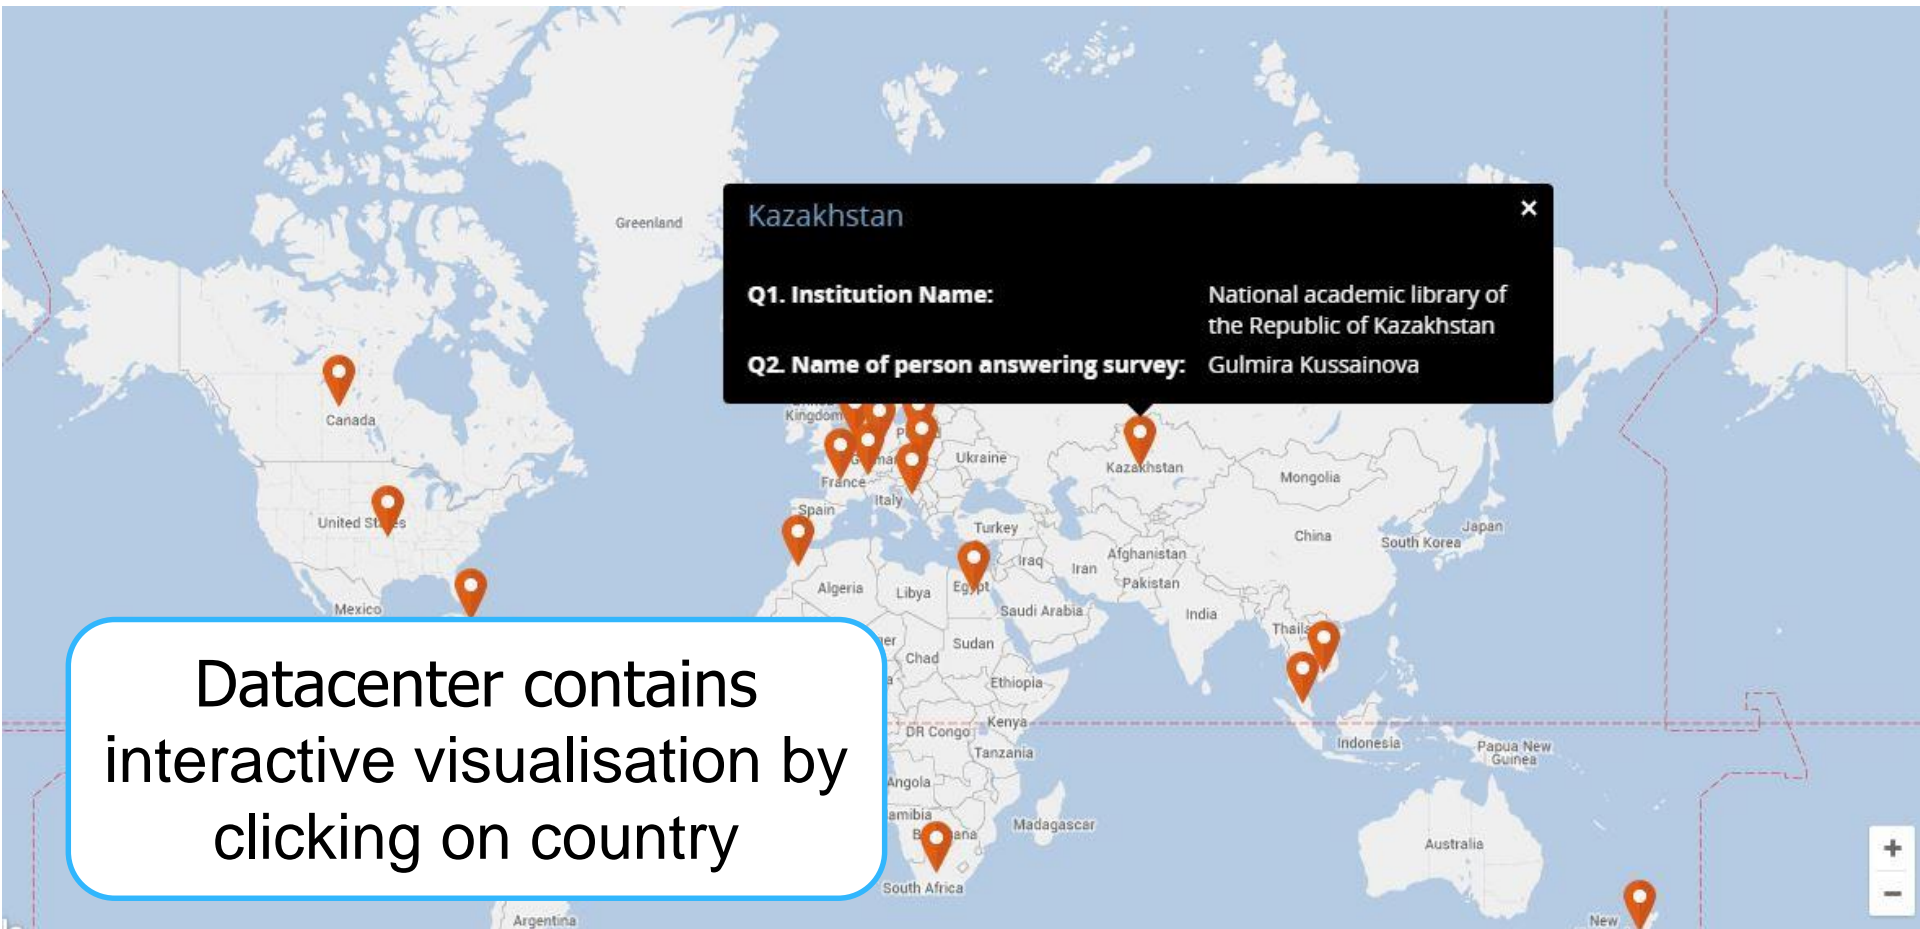 Greenland
Kazakhstan
×
Q1. Institution Name:
National academic library of
the Republic of Kazakhstan
Q2. Name of person answering survey:
Gulmira Kussainova
Canada
Kingdom
Ukraine
Kazakhstan
Mongolia
France
Italy
Spain
United States
Turkey
China
Japan
South Korea
Afghanistan
Iraq
Iran
Algeria
Libya
Egypt
Pakistan
Mexico
Saudi Arabia
India
Sudan
Chad
Ethiopia
Kenya
DR Congo
Tanzania
Indonesia
Papua New
Guinea
Angola
Madagascar
Australia
South Africa
Argentina
New
Datacenter contains
interactive visualisation by
clicking on country
+
−